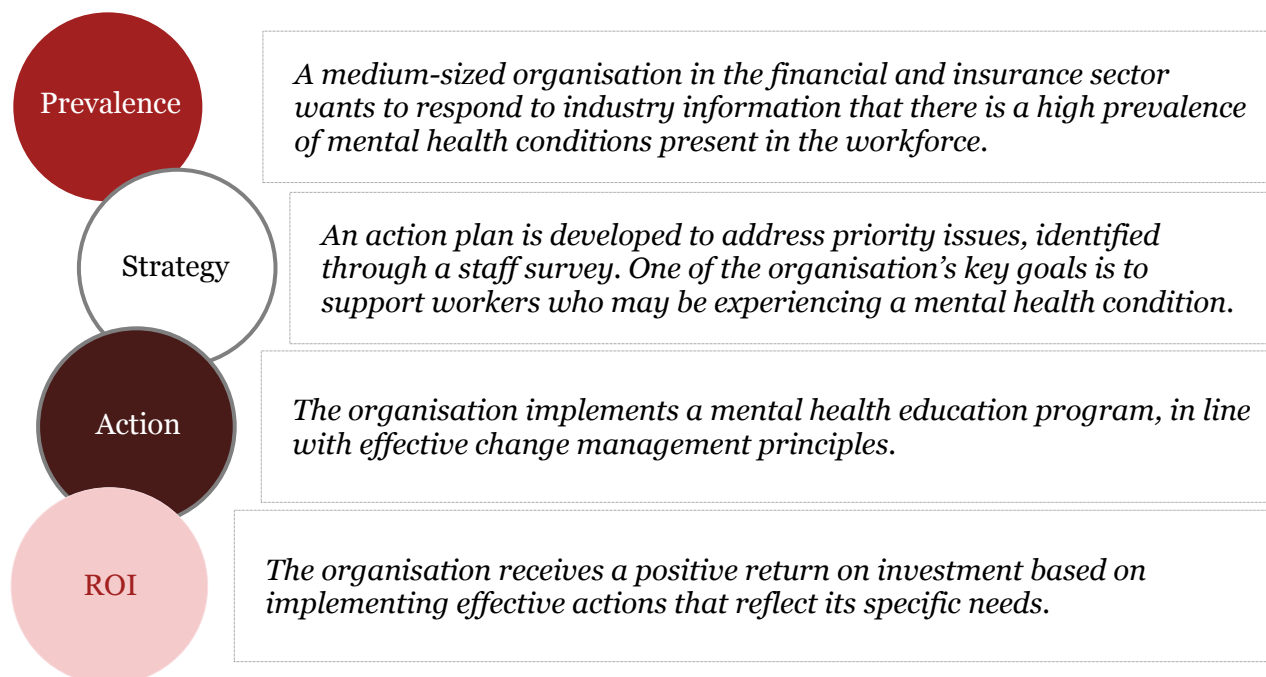 Prevalence
A medium-sized organisation in the financial and insurance sector
wants to respond to industry information that there is a high prevalence
of mental health conditions present in the workforce.
Strategy
An action plan is developed to address priority issues, identified
through a staff survey. One of the organisation’s key goals is to
support workers who may be experiencing a mental health condition.
Action
The organisation implements a mental health education program, in line
with effective change management principles.
ROI
The organisation receives a positive return on investment based on
implementing effective actions that reflect its specific needs.